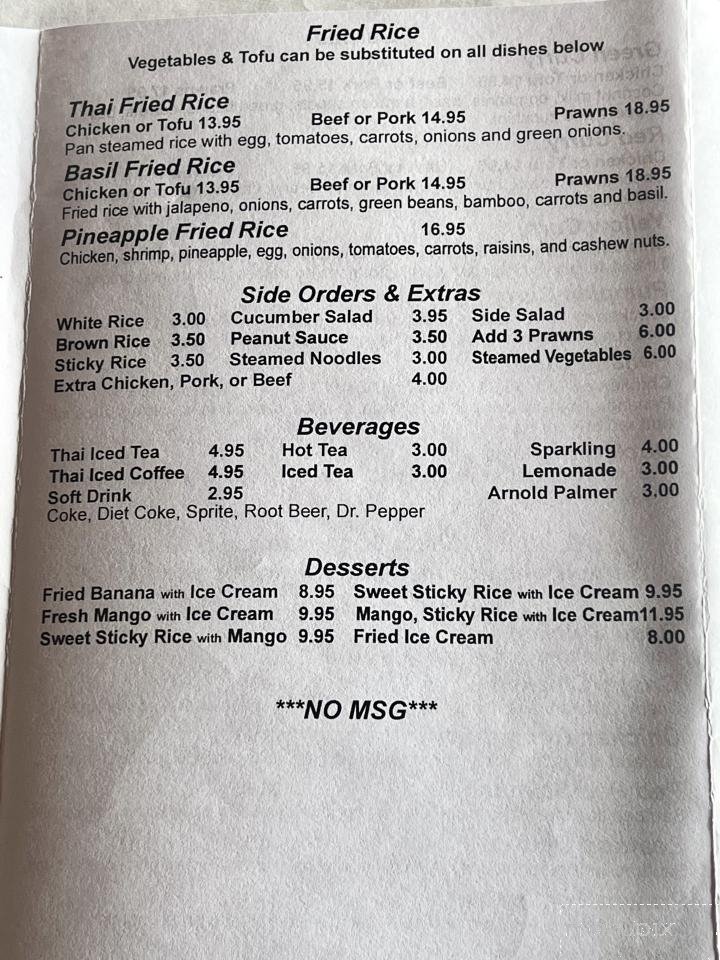 Fried Rice
Vegetables & Tofu can be substituted on all dishes below
Thai Fried Rice
Chicken or Tofu 13.95 Beef or Pork 14.95 Prawns 18.95
Pan steamed rice with egg, tomatoes, carrots, onions and green onions.
Basil Fried Rice
Chicken or Tofu 13.95 Beef or Pork 14.95 Prawns 18.95
Fried rice with jalapeno, onions, carrots, green beans, bamboo, carrots and basil.
Pineapple Fried Rice 16.95
Chicken, shrimp, pineapple, egg, onions, tomatoes, carrots, raisins, and cashew nuts.
Side Orders & Extras
White Rice 3.00 Cucumber Salad 3.95 Side Salad 3.00
Brown Rice 3.50 Peanut Sauce 3.50 Add 3 Prawns 6.00
Sticky Rice 3.50 Steamed Noodles 3.00 Steamed Vegetables 6.00
Extra Chicken, Pork, or Beef 4.00
Beverages
Thai Iced Tea 4.95 Hot Tea 3.00 Sparkling 4.00
Thai Iced Coffee 4.95 Iced Tea 3.00 Lemonade 3.00
Soft Drink 2.95 Arnold Palmer 3.00
Coke, Diet Coke, Sprite, Root Beer, Dr. Pepper
Desserts
Fried Banana with Ice Cream 8.95 Sweet Sticky Rice with Ice Cream 9.95
Fresh Mango with Ice Cream 9.95 Mango, Sticky Rice with Ice Cream11.95
Sweet Sticky Rice with Mango 9.95 Fried Ice Cream 8.00
***NO MSG***